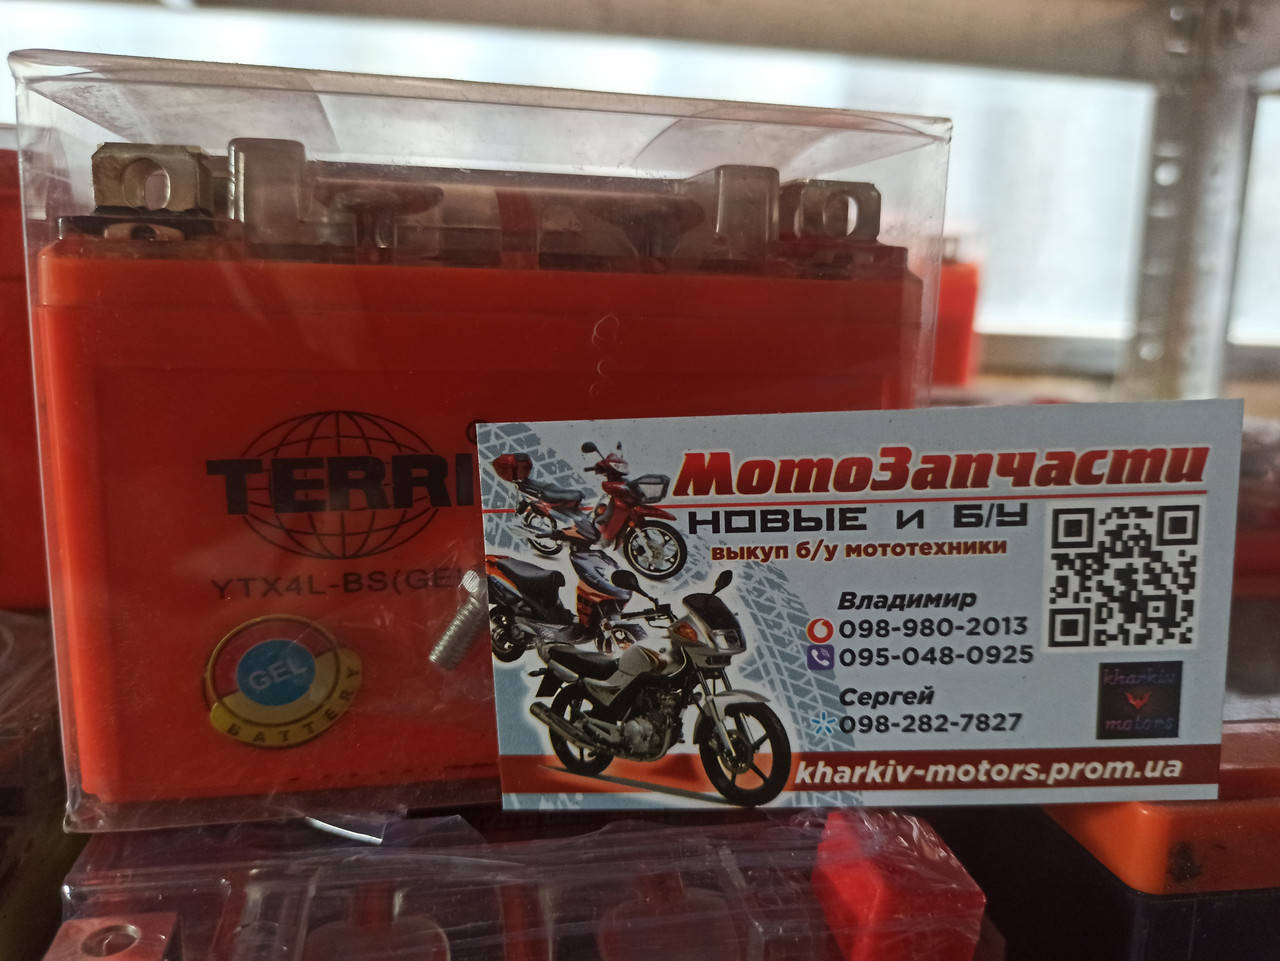 TERRI
YTX4L-BS(GEL
GEL
BATTERY
МотоЗапчасти
НОВЫЕ И Б/У
выкуп б/у мототехники
Владимир
098-980-2013
095-048-0925
Сергей
098-282-7827
kharkiv
motors
kharkiv-motors.prom.ua